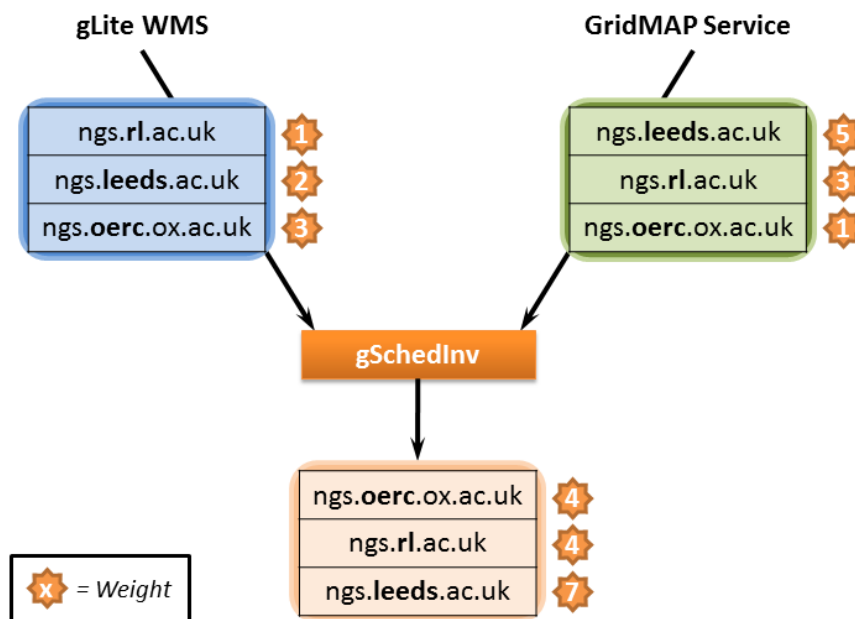 gLite WMS
GridMAP Service
ngs.rl.ac.uk 1
ngs.leeds.ac.uk 2
ngs.oerc.ox.ac.uk 3
ngs.leeds.ac.uk 5
ngs.rl.ac.uk 3
ngs.oerc.ox.ac.uk 1
gSchedInv
ngs.oerc.ox.ac.uk 4
ngs.rl.ac.uk 4
ngs.leeds.ac.uk 7
x = Weight